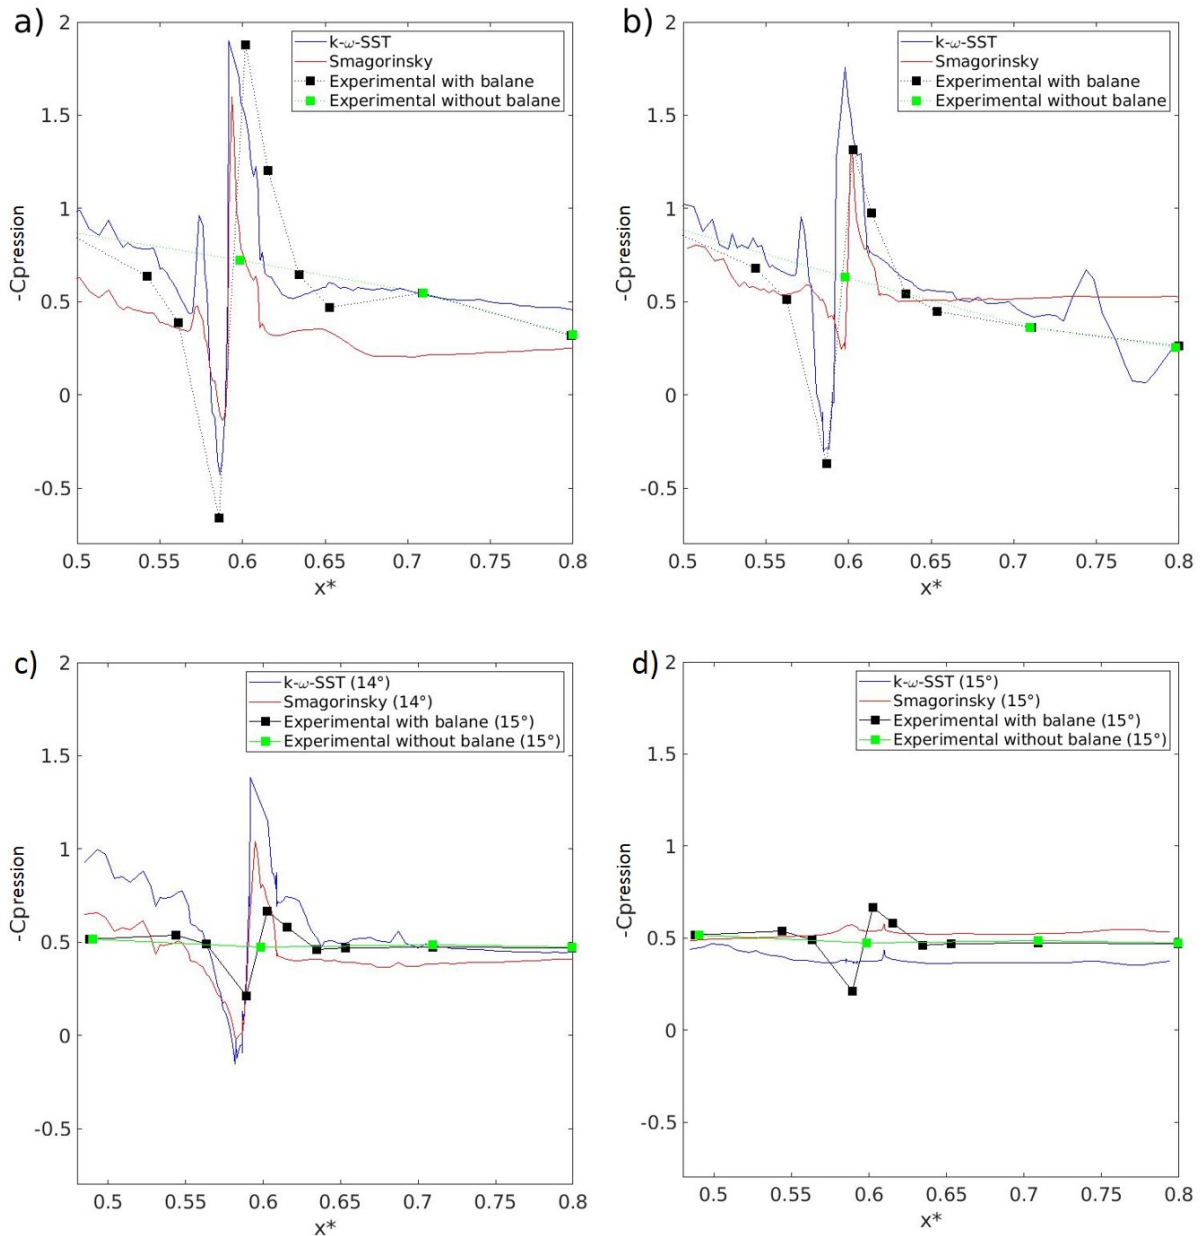 a)
2
1.5
1
0.5
0
-0.5
-Cpression
0.5 0.55 0.6 0.65 0.7 0.75 0.8
x*
k-ω-SST
Smagorinsky
Experimental with balane
Experimental without balane
b)
2
1.5
1
0.5
0
-0.5
-Cpression
0.5 0.55 0.6 0.65 0.7 0.75 0.8
x*
k-ω-SST
Smagorinsky
Experimental with balane
Experimental without balane
c)
2
1.5
1
0.5
0
-0.5
-Cpression
0.5 0.55 0.6 0.65 0.7 0.75 0.8
x*
k-ω-SST (14°)
Smagorinsky (14°)
Experimental with balane (15°)
Experimental without balane (15°)
d)
2
1.5
1
0.5
0
-0.5
-Cpression
0.5 0.55 0.6 0.65 0.7 0.75 0.8
x*
k-ω-SST (15°)
Smagorinsky (15°)
Experimental with balane (15°)
Experimental without balane (15°)